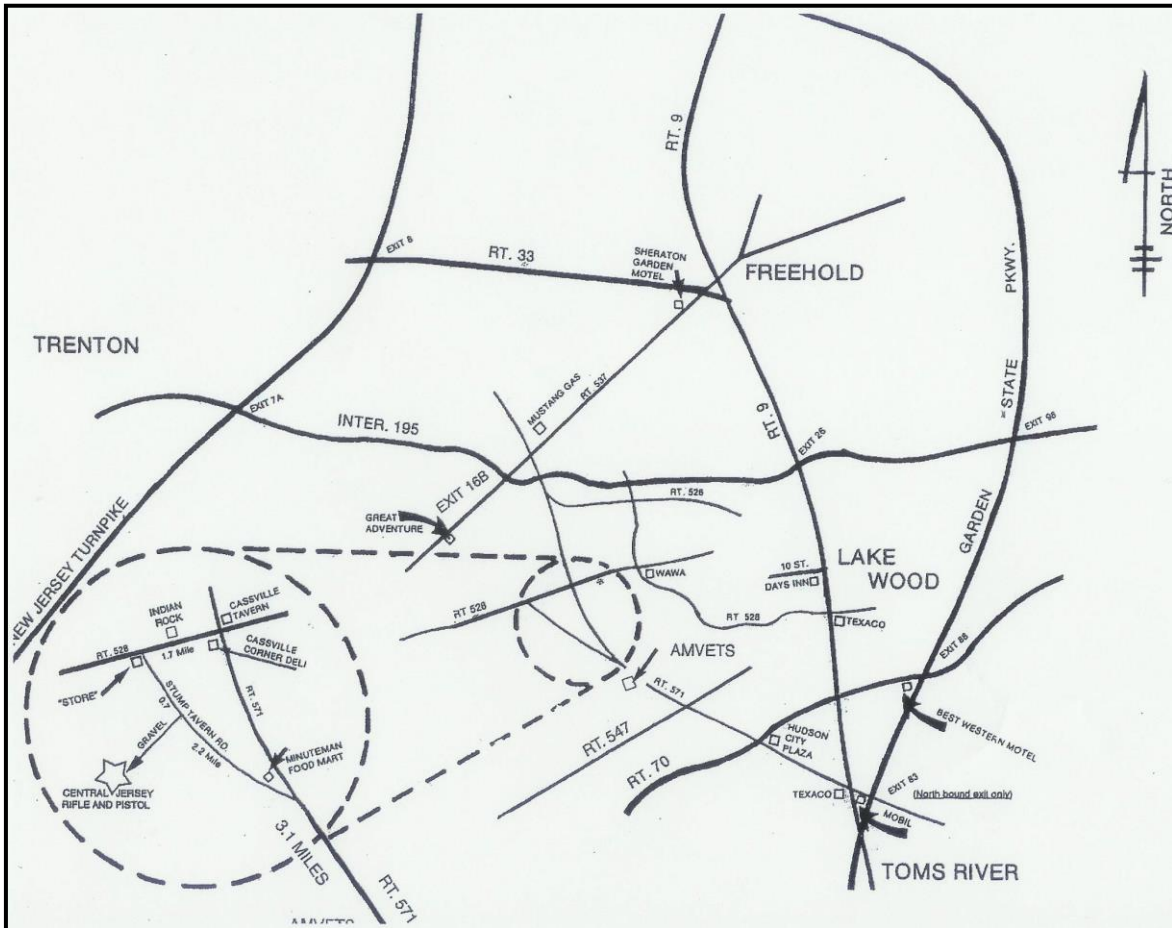 RT. 9
NORTH
EXIT 8
RT. 33
SHERATON
GARDEN
MOTEL
FREEHOLD
STATE PKWY.
TRENTON
EXIT 7A
INTER. 195
MUSTANG GAS
RT. 537
RT. 9
EXIT 26
EXIT 98
EXIT 16B
GREAT
ADVENTURE
RT. 526
GARDEN
NEW JERSEY TURNPIKE
WAWA
10 ST.
DAYS INN
LAKE
WOOD
RT 528
RT 528
TEXACO
INDIAN
ROCK
CASSVILLE
TAVERN
RT. 528
1.7 Mile
CASSVILLE
CORNER DELI
"STORE"
STUMP TAVERN RD.
0.7
2.2 Mile
RT. 571
GRAVEL
MINUTEMAN
FOOD MART
CENTRAL JERSEY
RIFLE AND PISTOL
AMVETS
RT. 571
EXIT 88
RT. 547
RT. 70
HUDSON
CITY
PLAZA
BEST WESTERN MOTEL
TEXACO
EXIT 83
(North bound exit only)
MOBIL
TOMS RIVER
3.1 MILES
RT. 571
AMVETS